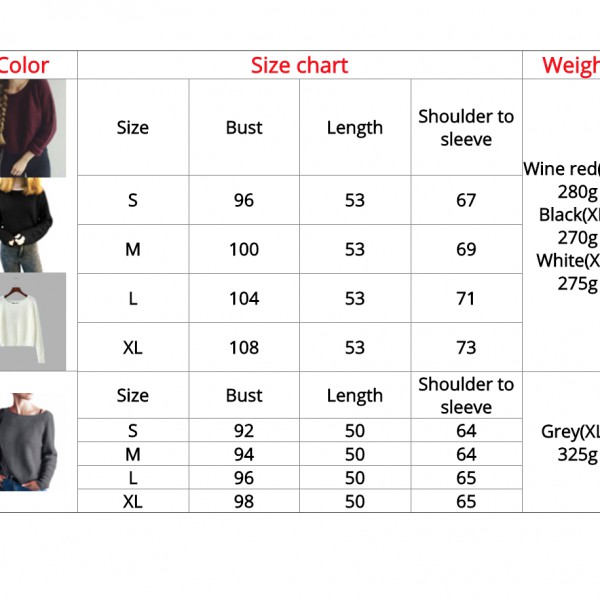 Color Size chart Weigh
Size Bust Length Shoulder to
sleeve
S 96 53 67
M 100 53 69
L 104 53 71
XL 108 53 73
Wine red(
280g
Black(X
270g
White(X
275g
Size Bust Length Shoulder to
sleeve
S 92 50 64
M 94 50 64
L 96 50 65
XL 98 50 65
Grey(XL
325g